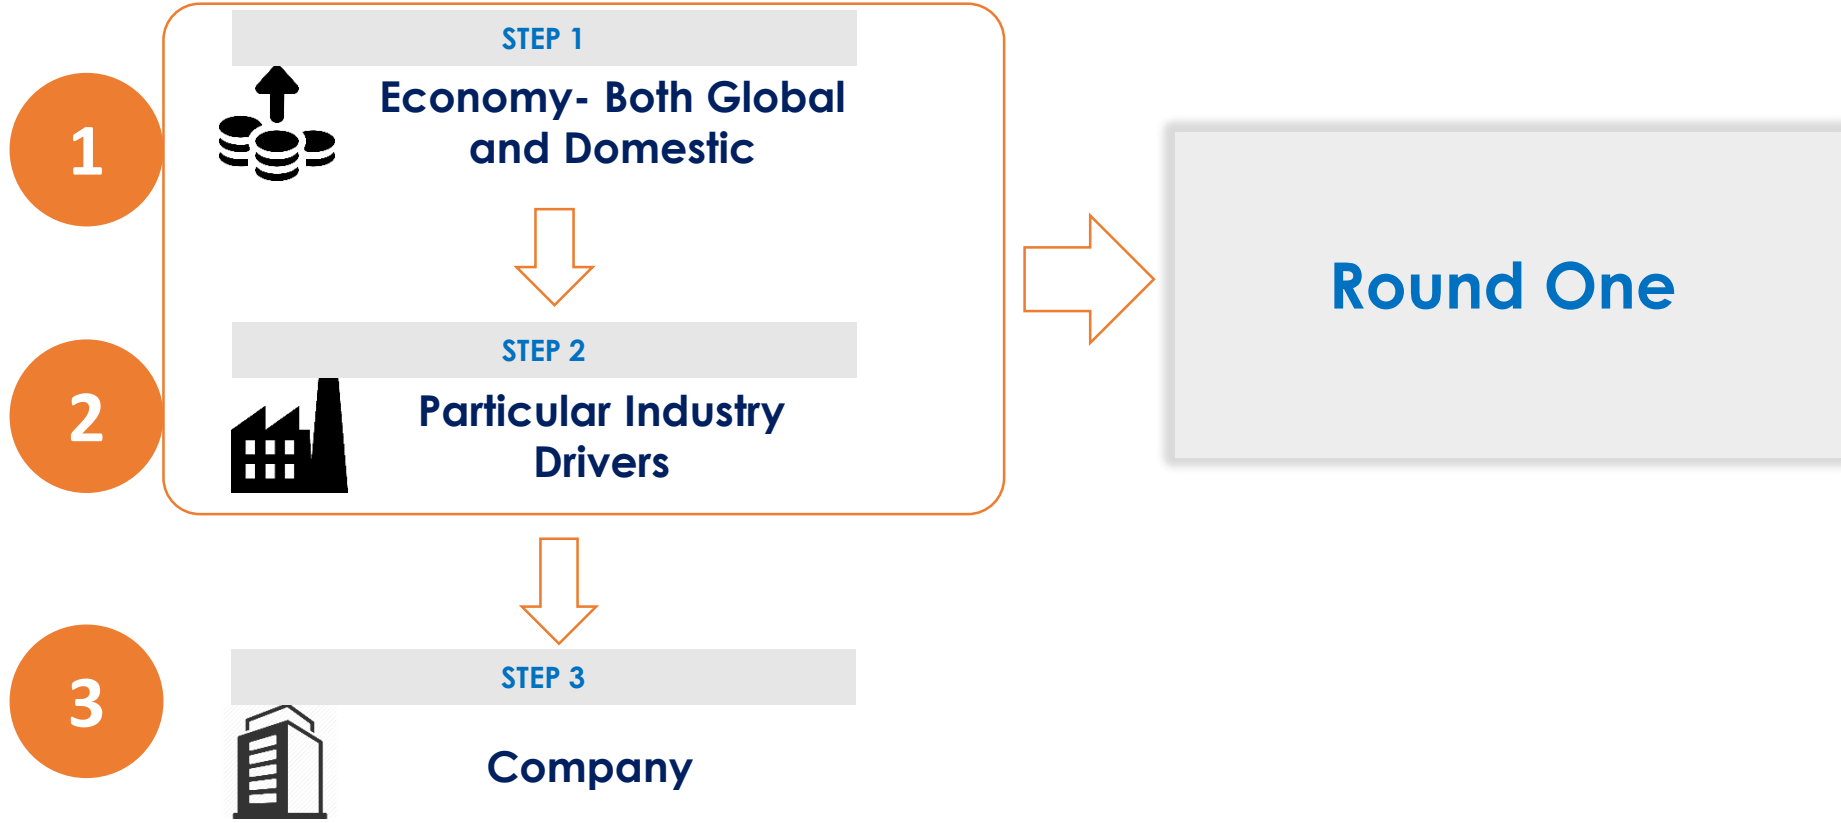 1
STEP 1
Economy- Both Global
and Domestic
2
STEP 2
Particular Industry
Drivers
3
STEP 3
Company
Round One